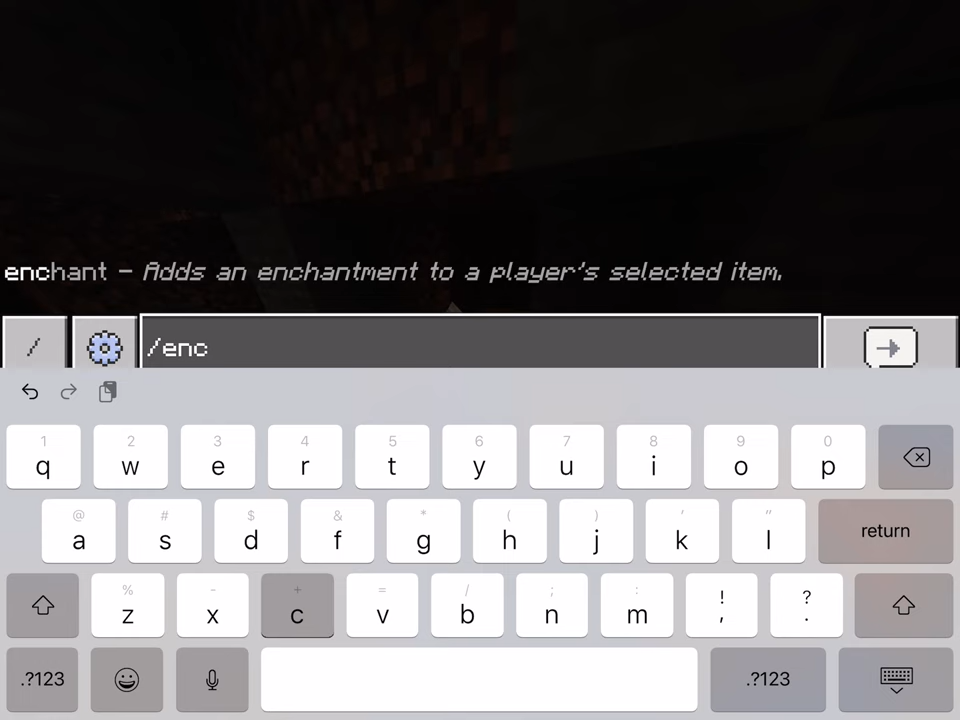 enchant - Adds an enchantment to a player's selected item.
/ /enc
1 2 3 4 5 6 7 8 9 0
q w e r t y u i o p
@ # $ & * ( ) ' "
a s d f g h j k l return
% - + = / ; : ! ?
z x c v b n m , .
.?123 .?123